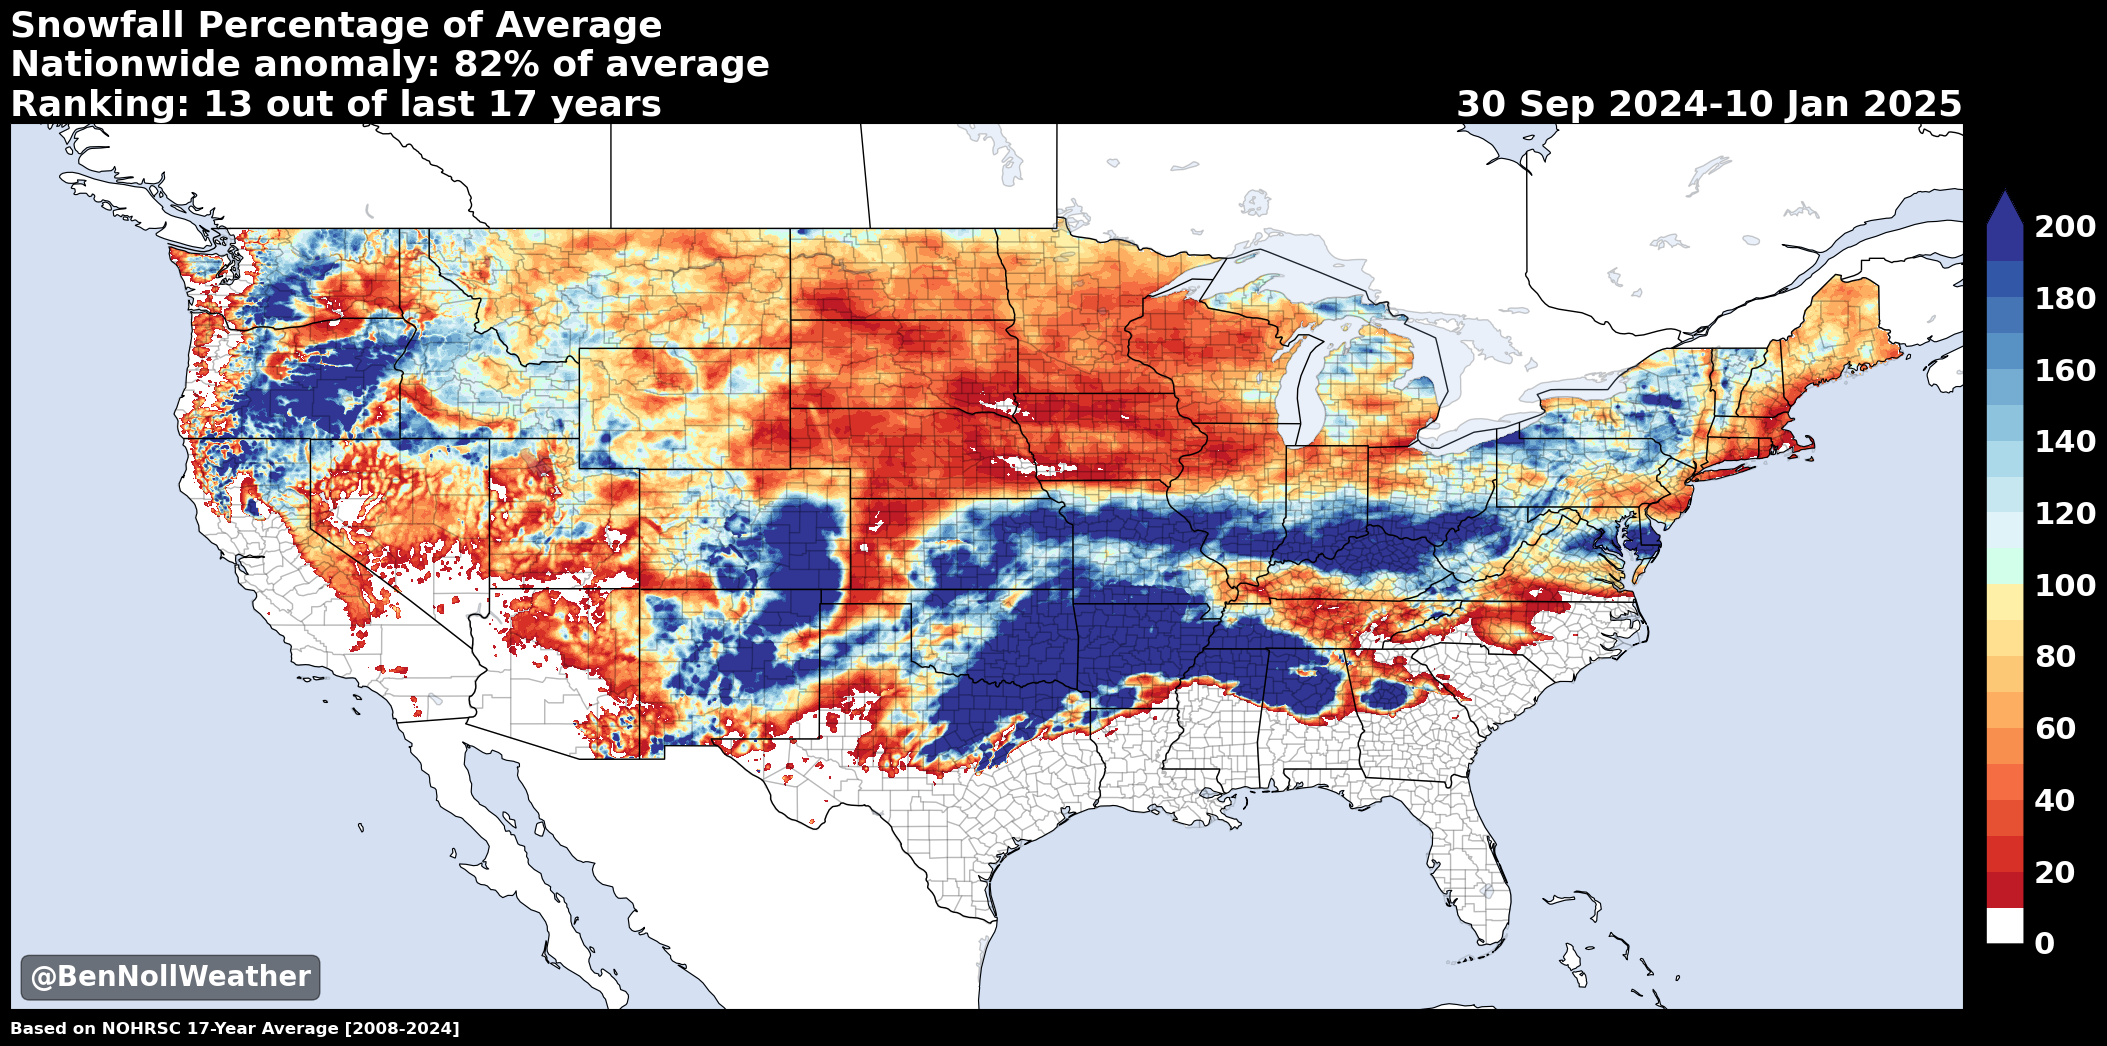 Snowfall Percentage of Average
Nationwide anomaly: 82% of average
Ranking: 13 out of last 17 years
30 Sep 2024-10 Jan 2025
200
180
160
140
120
100
80
60
40
20
0
@BenNollWeather
Based on NOHRSC 17-Year Average [2008-2024]